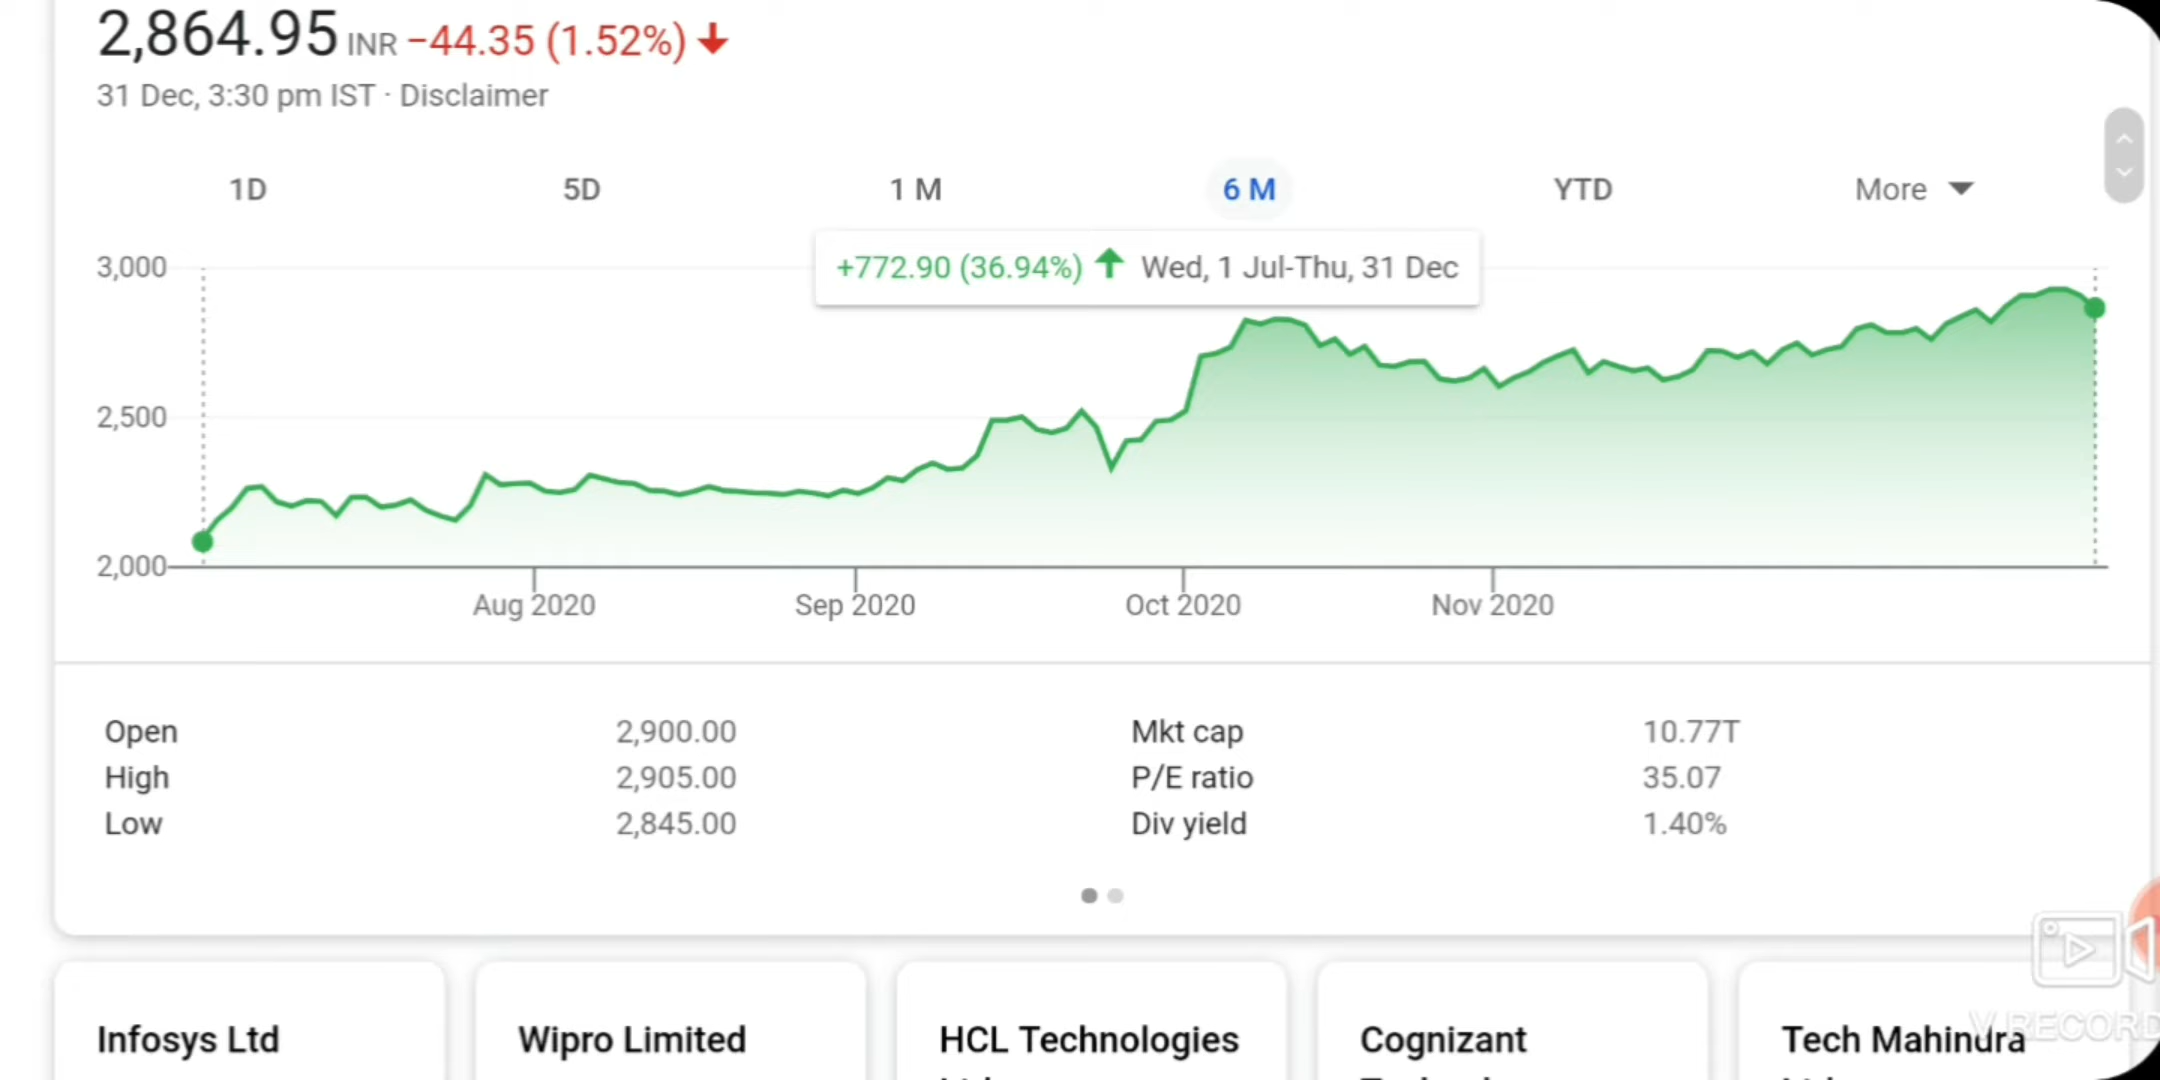 2,864.95 INR −44.35 (1.52%)
31 Dec, 3:30 pm IST · Disclaimer
1D 5D 1 M 6 M YTD More
+772.90 (36.94%) Wed, 1 Jul-Thu, 31 Dec
3,000
2,500
2,000
Aug 2020 Sep 2020 Oct 2020 Nov 2020
Open 2,900.00 Mkt cap 10.77T
High 2,905.00 P/E ratio 35.07
Low 2,845.00 Div yield 1.40%
Infosys Ltd Wipro Limited HCL Technologies Cognizant Tech Mahindra
V RECORD